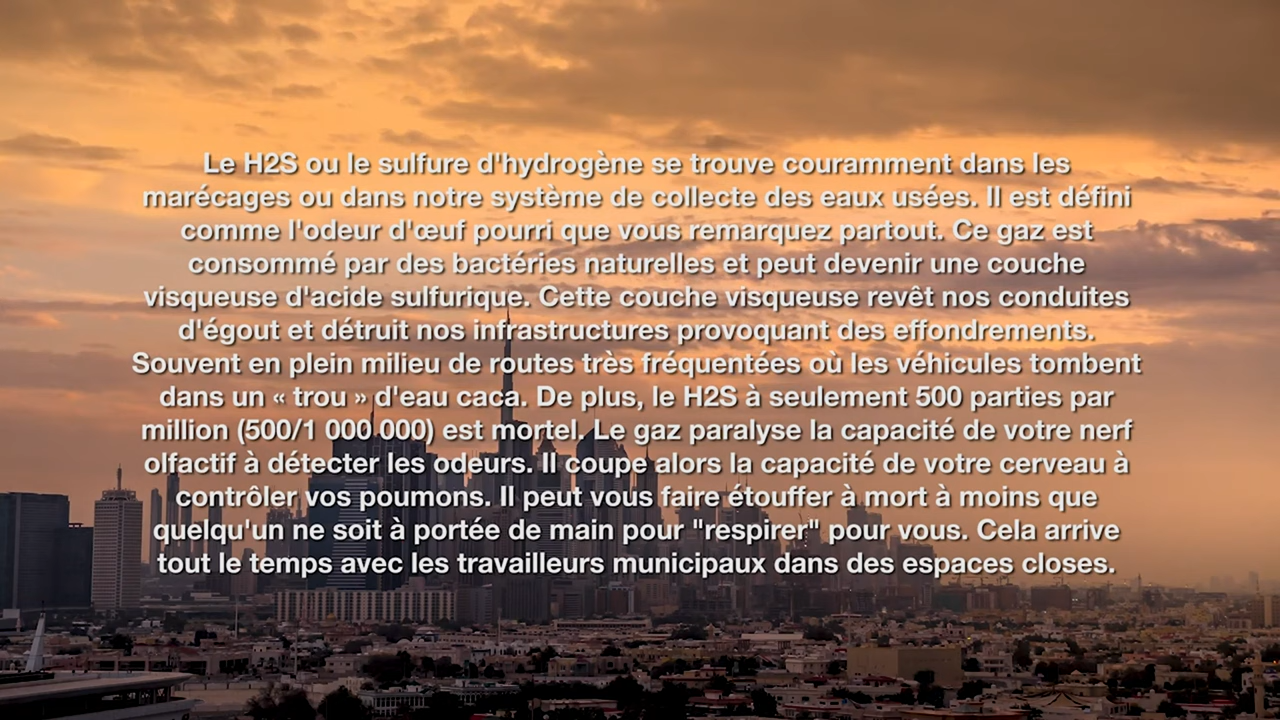 Le H2S ou le sulfure d'hydrogène se trouve couramment dans les
marécages ou dans notre système de collecte des eaux usées. Il est défini
comme l'odeur d'œuf pourri que vous remarquez partout. Ce gaz est
consommé par des bactéries naturelles et peut devenir une couche
visqueuse d'acide sulfurique. Cette couche visqueuse revêt nos conduites
d'égout et détruit nos infrastructures provoquant des effondrements.
Souvent en plein milieu de routes très fréquentées où les véhicules tombent
dans un « trou » d'eau caca. De plus, le H2S à seulement 500 parties par
million (500/1 000 000) est mortel. Le gaz paralyse la capacité de votre nerf
olfactif à détecter les odeurs. Il coupe alors la capacité de votre cerveau à
contrôler vos poumons. Il peut vous faire étouffer à mort à moins que
quelqu'un ne soit à portée de main pour "respirer" pour vous. Cela arrive
tout le temps avec les travailleurs municipaux dans des espaces closes.